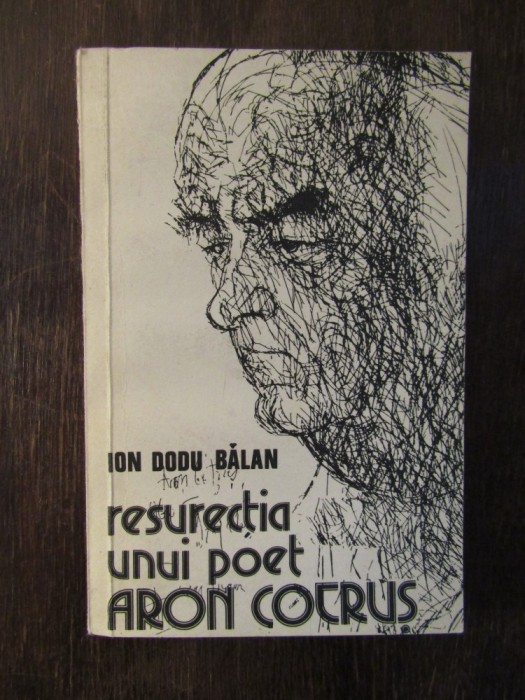 ION DODU BĂLAN
resurecția
unui poet
ARON COTRUȘ